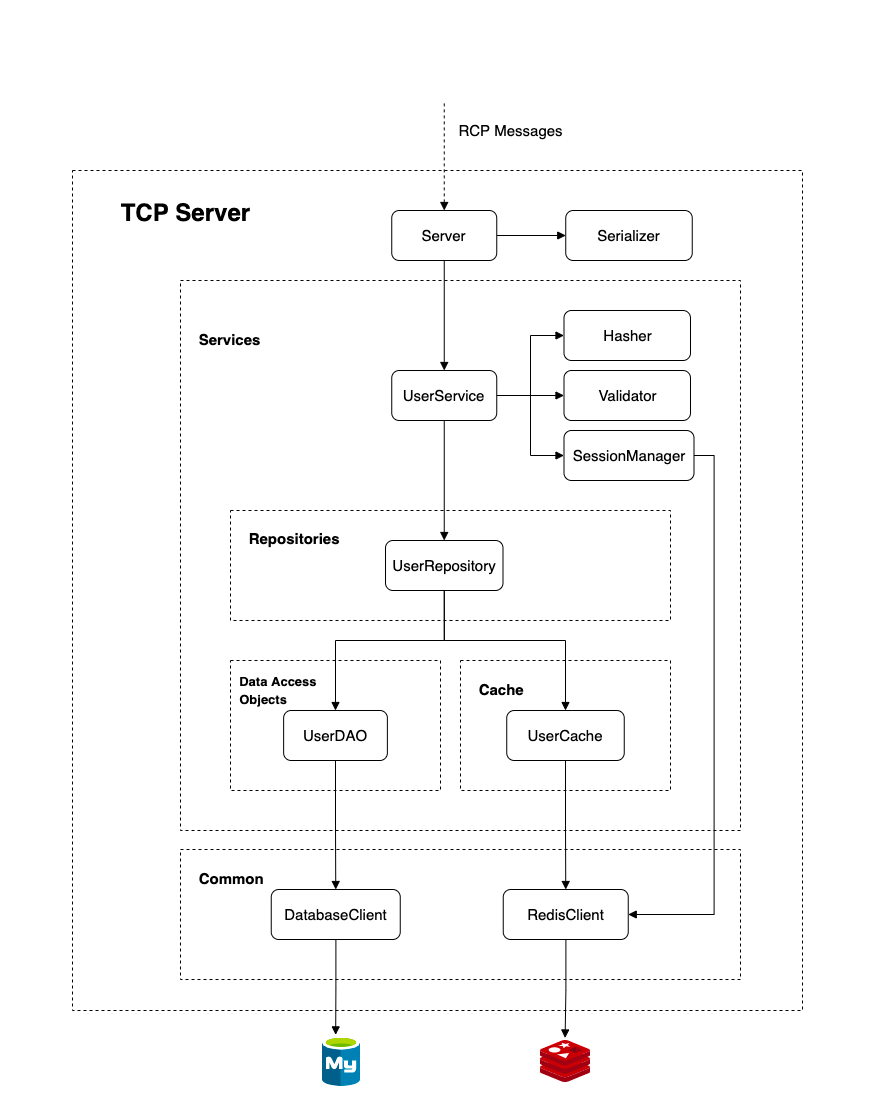 RCP Messages
TCP Server
Server
Serializer
Services
Hasher
UserService
Validator
SessionManager
Repositories
UserRepository
Data Access
Objects
Cache
UserDAO
UserCache
Common
DatabaseClient
RedisClient
My